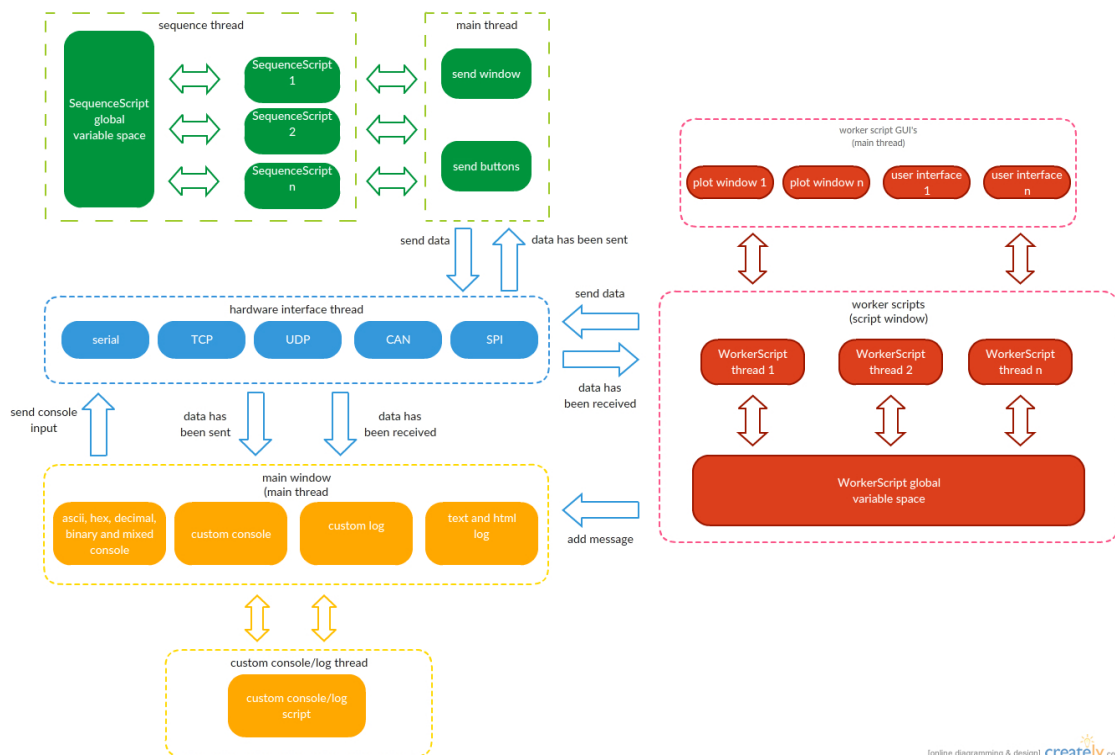 sequence thread
main thread
SequenceScript
global
variable space
SequenceScript
1
SequenceScript
2
SequenceScript
n
send window
send buttons
worker script GUI's
(main thread)
plot window 1
plot window n
user interface
1
user interface
n
send data
data has been sent
hardware interface thread
serial
TCP
UDP
CAN
SPI
send data
data has
been received
worker scripts
(script window)
WorkerScript
thread 1
WorkerScript
thread 2
WorkerScript
thread n
WorkerScript global
variable space
send console
input
data has
been sent
data has
been received
add message
main window
(main thread
ascii, hex, decimal,
binary and mixed
console
custom console
custom log
text and html
log
custom console/log thread
custom console/log
script
[online diagramming & design] creately.co